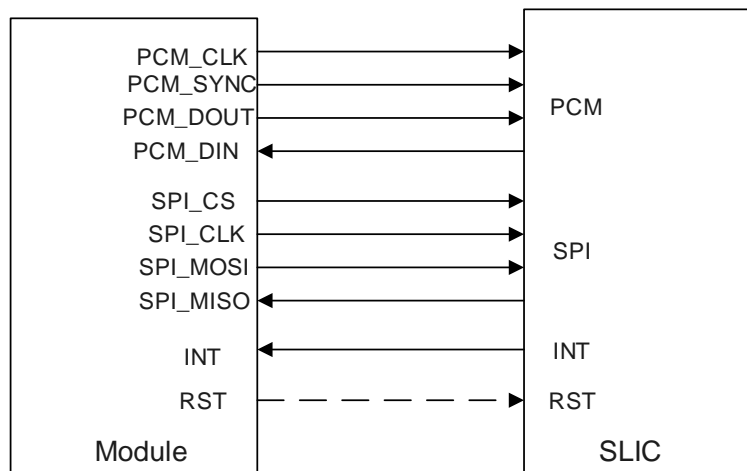 PCM_CLK
PCM_SYNC
PCM_DOUT
PCM_DIN
SPI_CS
SPI_CLK
SPI_MOSI
SPI_MISO
INT
RST
Module
PCM
SPI
INT
RST
SLIC